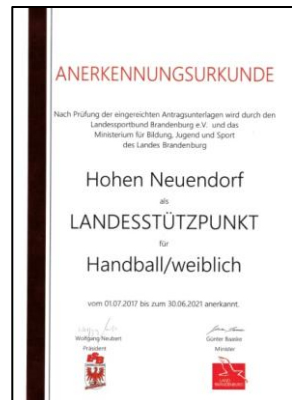 ANERKENNUNGSURKUNDE
Nach Prüfung der eingereichten Antragsunterlagen wird durch den
Landessportbund Brandenburg e.V. und das
Ministerium für Bildung, Jugend und Sport
des Landes Brandenburg
Hohen Neuendorf
als
LANDESSTÜTZPUNKT
für
Handball/weiblich
vom 01.07.2017 bis zum 30.06.2021 anerkannt.
Wolfgang Neubert
Präsident
Günter Baaske
Minister